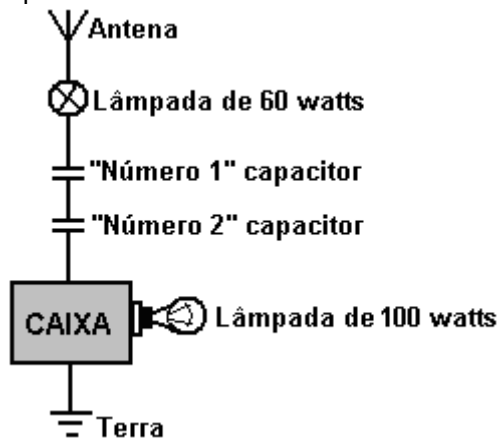 Antena
Lâmpada de 60 watts
"Número 1" capacitor
"Número 2" capacitor
CAIXA
Lâmpada de 100 watts
Terra